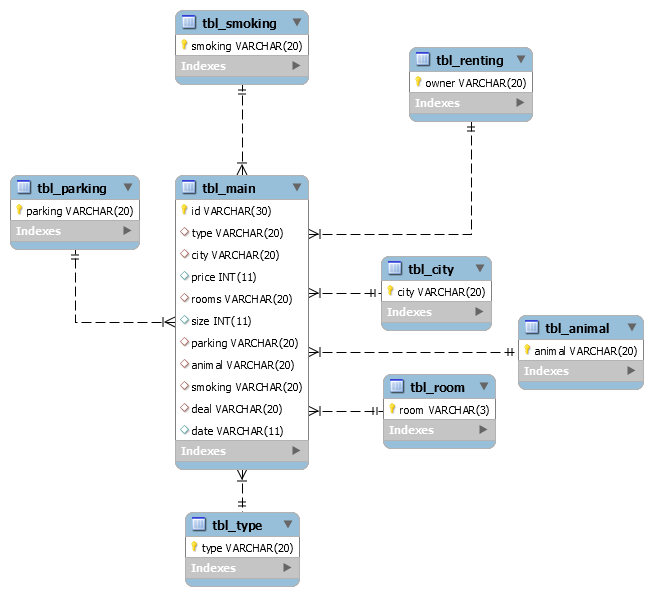 tbl_smoking
smoking VARCHAR(20)
Indexes
tbl_renting
owner VARCHAR(20)
Indexes
tbl_parking
parking VARCHAR(20)
Indexes
tbl_main
id VARCHAR(30)
type VARCHAR(20)
city VARCHAR(20)
price INT(11)
rooms VARCHAR(20)
size INT(11)
parking VARCHAR(20)
animal VARCHAR(20)
smoking VARCHAR(20)
deal VARCHAR(20)
date VARCHAR(11)
Indexes
tbl_city
city VARCHAR(20)
Indexes
tbl_animal
animal VARCHAR(20)
Indexes
tbl_room
room VARCHAR(3)
Indexes
tbl_type
type VARCHAR(20)
Indexes